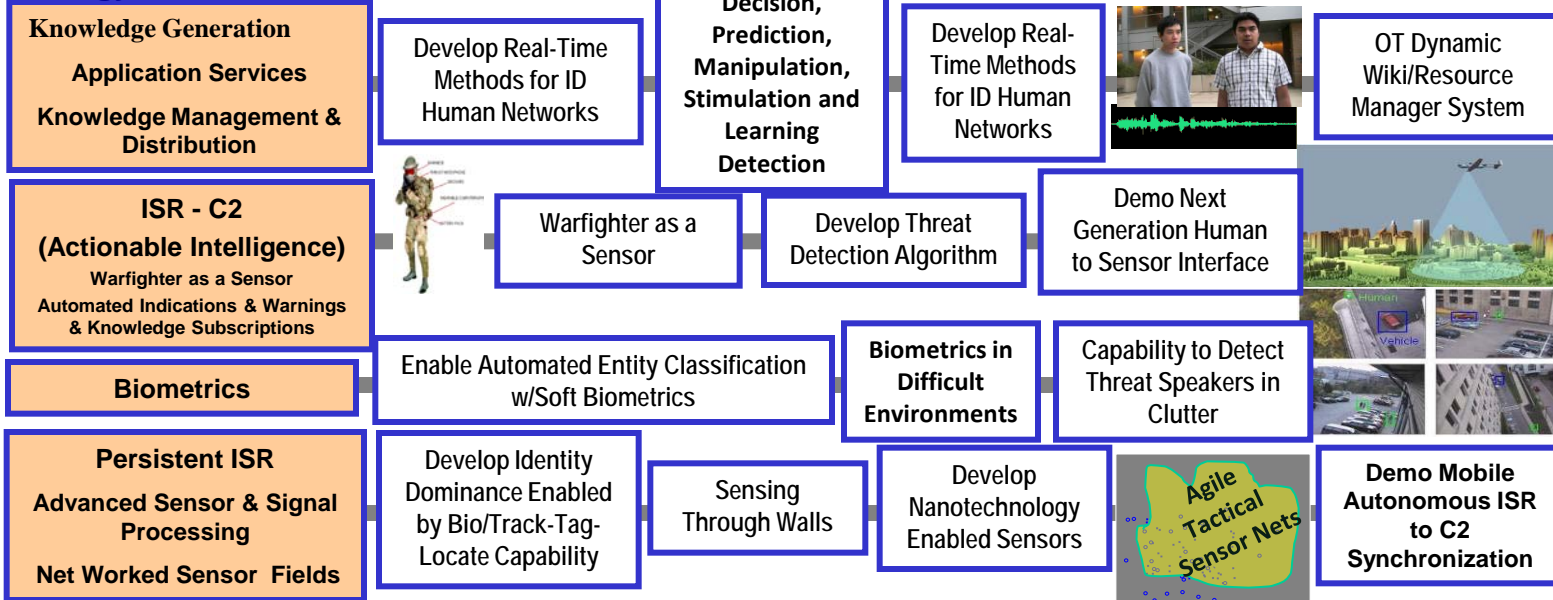 Knowledge Generation
Application Services
Knowledge Management &
Distribution
Develop Real-Time
Methods for ID
Human Networks
Decision,
Prediction,
Manipulation,
Stimulation and
Learning
Detection
Develop Real-
Time Methods
for ID Human
Networks
OT Dynamic
Wiki/Resource
Manager System
ISR - C2
(Actionable Intelligence)
Warfighter as a Sensor
Automated Indications & Warnings
& Knowledge Subscriptions
Warfighter as a
Sensor
Develop Threat
Detection Algorithm
Demo Next
Generation Human
to Sensor Interface
Human
Vehicle
Biometrics
Enable Automated Entity Classification
w/Soft Biometrics
Biometrics in
Difficult
Environments
Capability to Detect
Threat Speakers in
Clutter
Persistent ISR
Advanced Sensor & Signal
Processing
Net Worked Sensor Fields
Develop Identity
Dominance Enabled
by Bio/Track-Tag-
Locate Capability
Sensing
Through Walls
Develop
Nanotechnology
Enabled Sensors
Agile
Tactical
Sensor Nets
Demo Mobile
Autonomous ISR
to C2
Synchronization